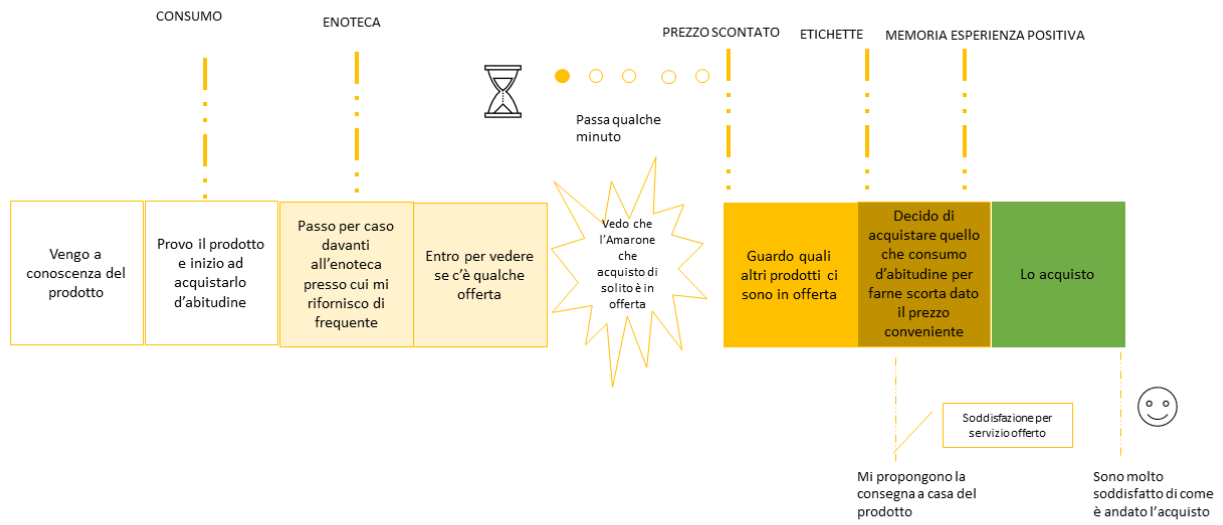 CONSUMO
ENOTECA
PREZZO SCONTATO
ETICHETTE
MEMORIA ESPERIENZA POSITIVA
Passa qualche
minuto
Vengo a
conoscenza del
prodotto
Provo il prodotto
e inizio ad
acquistarlo
d'abitudine
Passo per caso
davanti
all'enoteca
presso cui mi
rifornisco di
frequente
Entro per vedere
se c'è qualche
offerta
Vedo che
l'Amarone
che
acquisto di
solito è in
offerta
Guardo quali
altri prodotti ci
sono in offerta
Decido di
acquistare quello
che consumo
d'abitudine per
farne scorta dato
il prezzo
conveniente
Lo acquisto
Soddisfazione per
servizio offerto
Mi propongono la
consegna a casa del
prodotto
Sono molto
soddisfatto di come
è andato l'acquisto